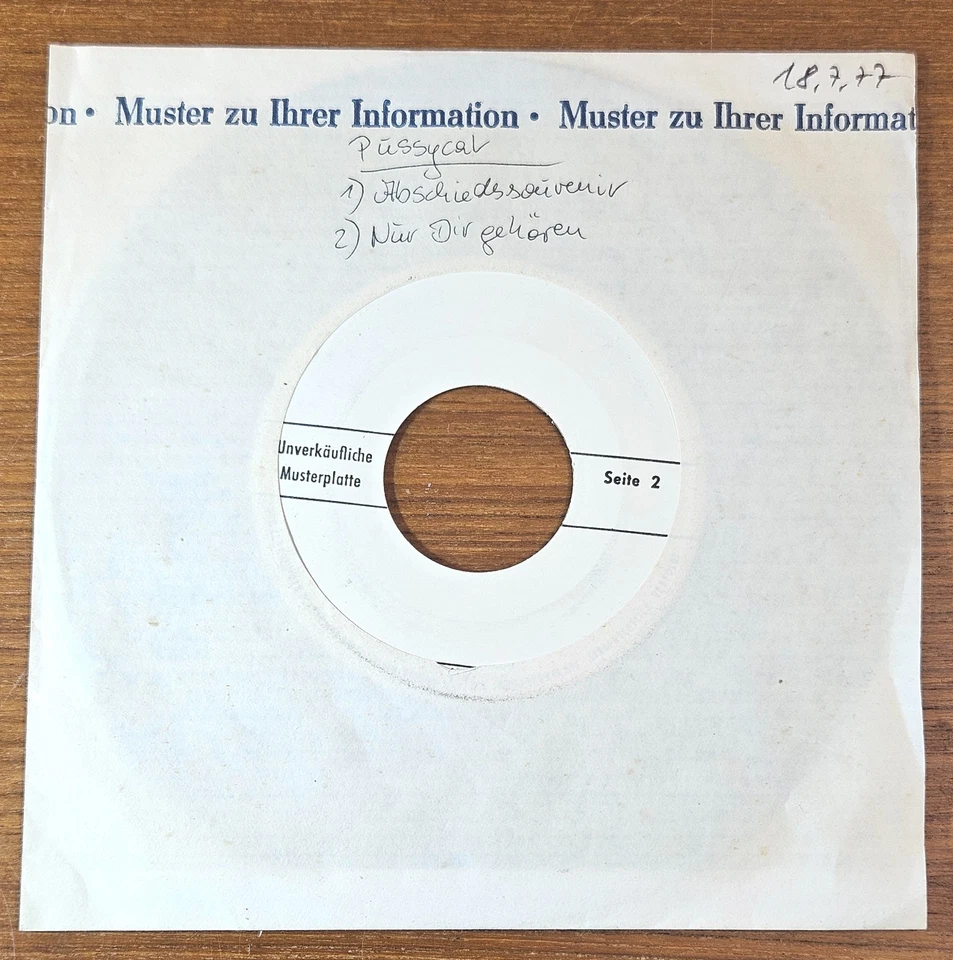 18.7.77
on • Muster zu Ihrer Information • Muster zu Ihrer Informat
Pussycat
1) Abschiedssouvenir
2) Nur Dir gehören
Unverkäufliche
Musterplatte
Seite 2